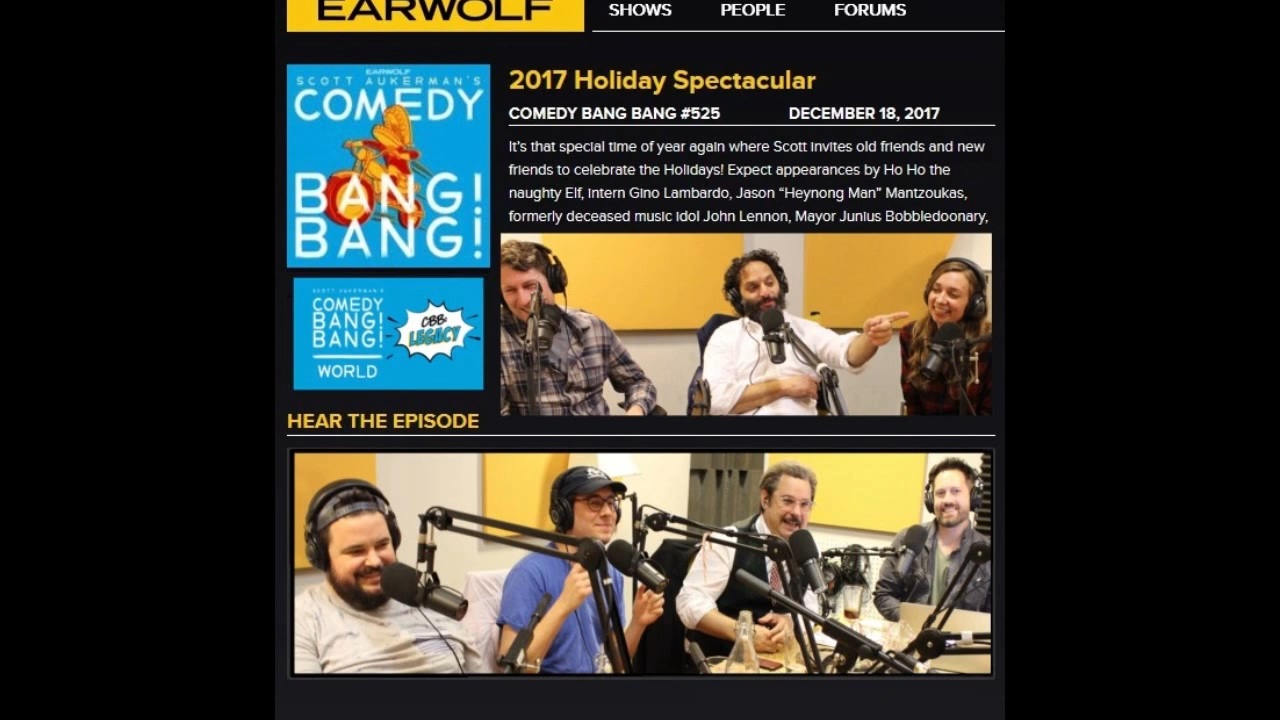 EARWOLF
SHOWS PEOPLE FORUMS
EARWOLF
SCOTT AUKERMAN'S
COMEDY
BANG!
BANG!
2017 Holiday Spectacular
COMEDY BANG BANG #525 DECEMBER 18, 2017
It's that special time of year again where Scott invites old friends and new
friends to celebrate the Holidays! Expect appearances by Ho Ho the
naughty Elf, Intern Gino Lambardo, Jason “Heynong Man” Mantzoukas,
formerly deceased music idol John Lennon, Mayor Junius Bobbledoonary,
SCOTT AUKERMAN'S
COMEDY
BANG!
BANG!
WORLD
CBB:
LEGACY
HEAR THE EPISODE